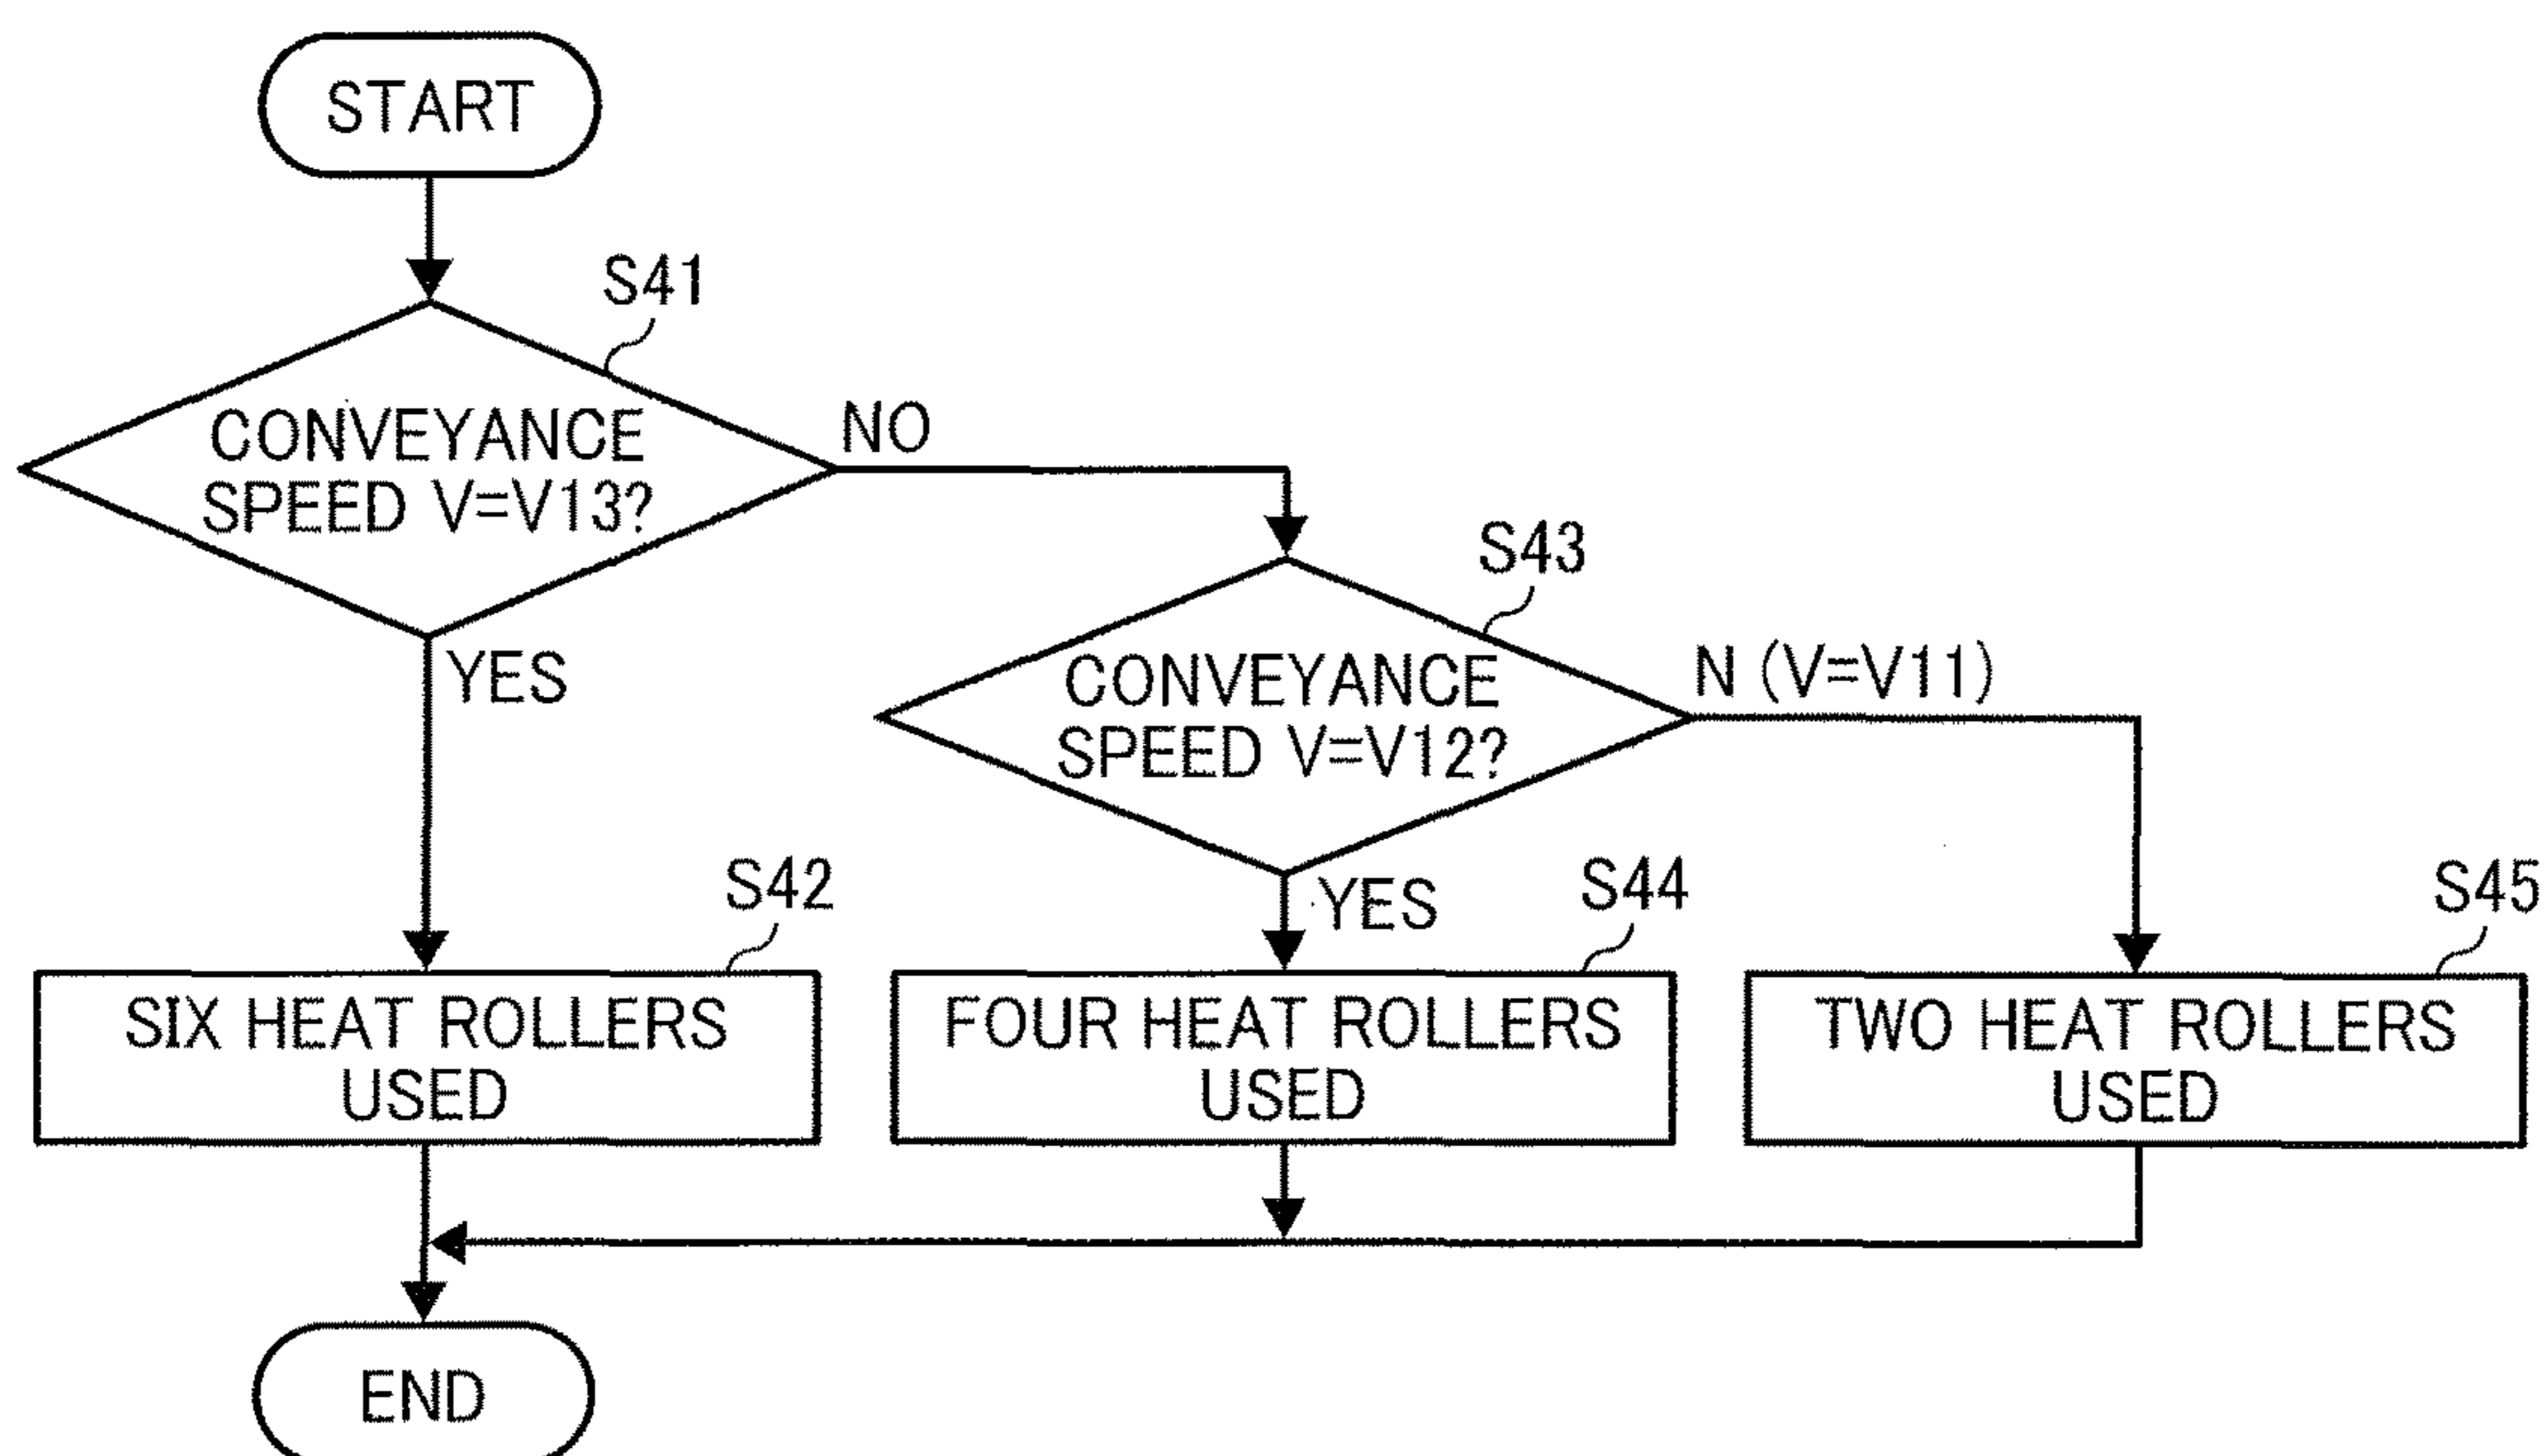 START
S41
CONVEYANCE
SPEED V=V13?
NO
YES
S43
CONVEYANCE
SPEED V=V12?
N (V=V11)
YES
S42
SIX HEAT ROLLERS
USED
S44
FOUR HEAT ROLLERS
USED
S45
TWO HEAT ROLLERS
USED
END